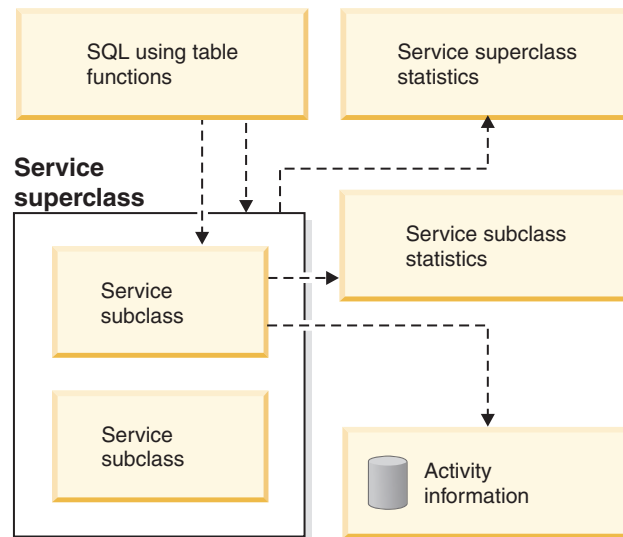 SQL using table
functions
Service superclass
statistics
Service
superclass
Service subclass
statistics
Service
subclass
Service
subclass
Activity
information